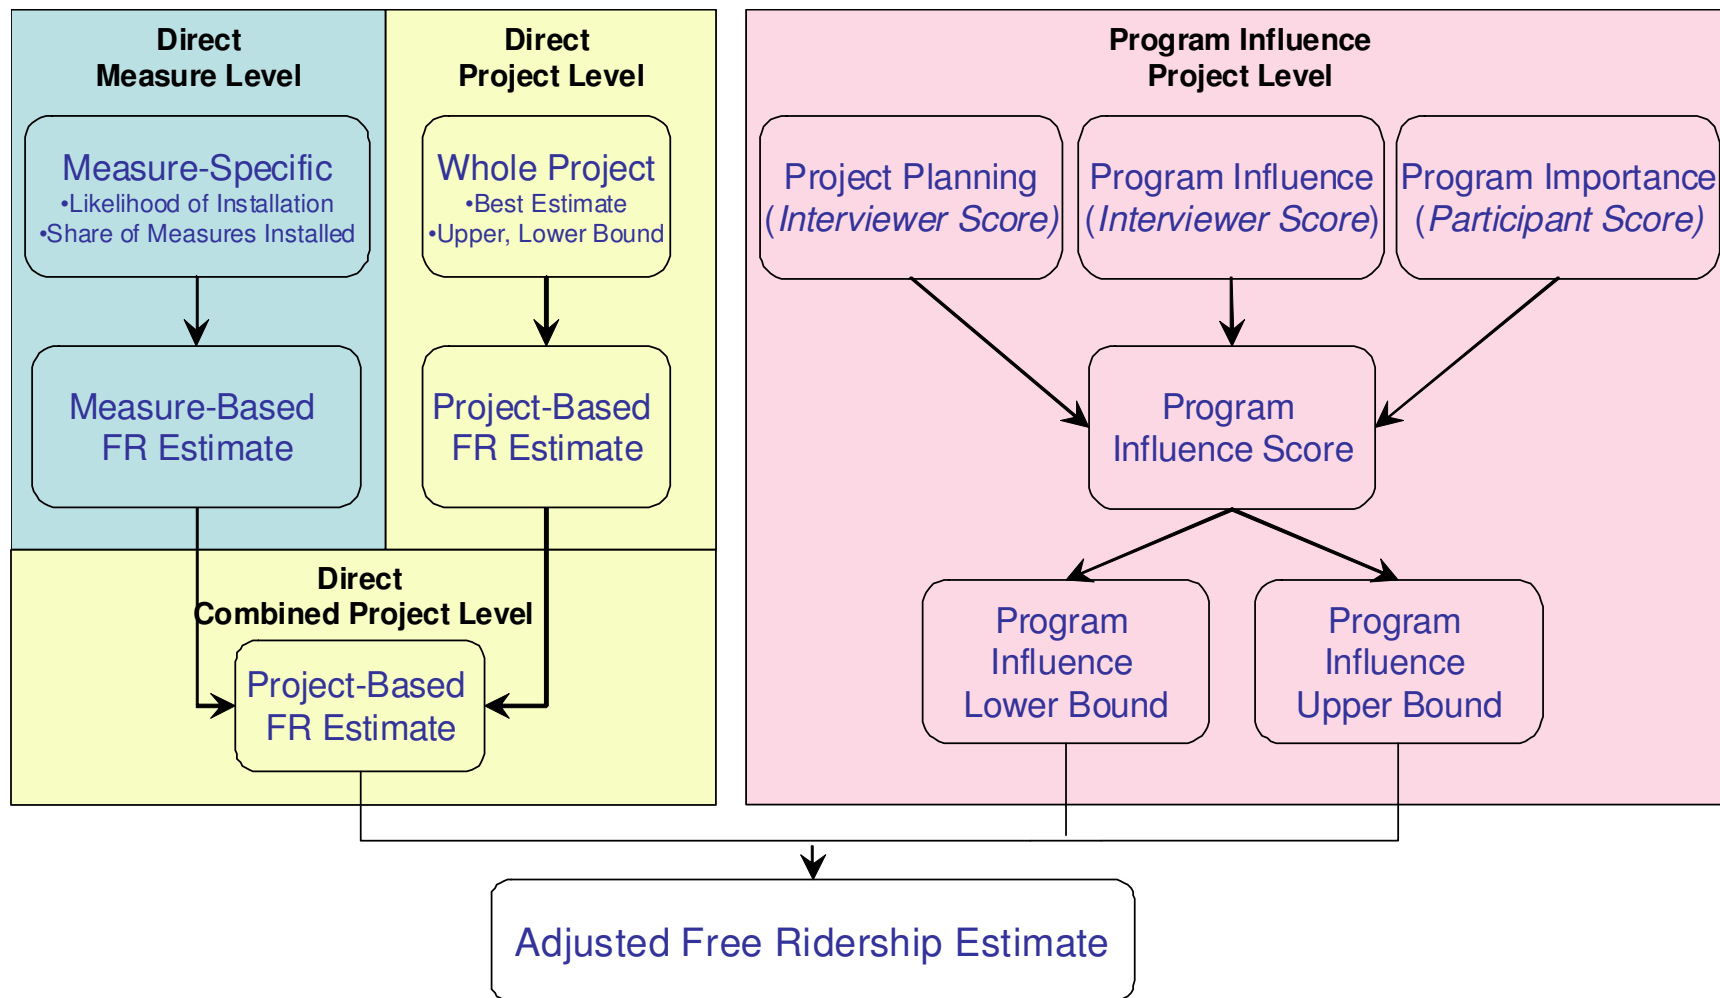 Direct
Measure Level
Direct
Project Level
Program Influence
Project Level
Measure-Specific
•Likelihood of Installation
•Share of Measures Installed
Whole Project
•Best Estimate
•Upper, Lower Bound
Project Planning
(Interviewer Score)
Program Influence
(Interviewer Score)
Program Importance
(Participant Score)
Measure-Based
FR Estimate
Project-Based
FR Estimate
Program
Influence Score
Direct
Combined Project Level
Project-Based
FR Estimate
Program
Influence
Lower Bound
Program
Influence
Upper Bound
Adjusted Free Ridership Estimate